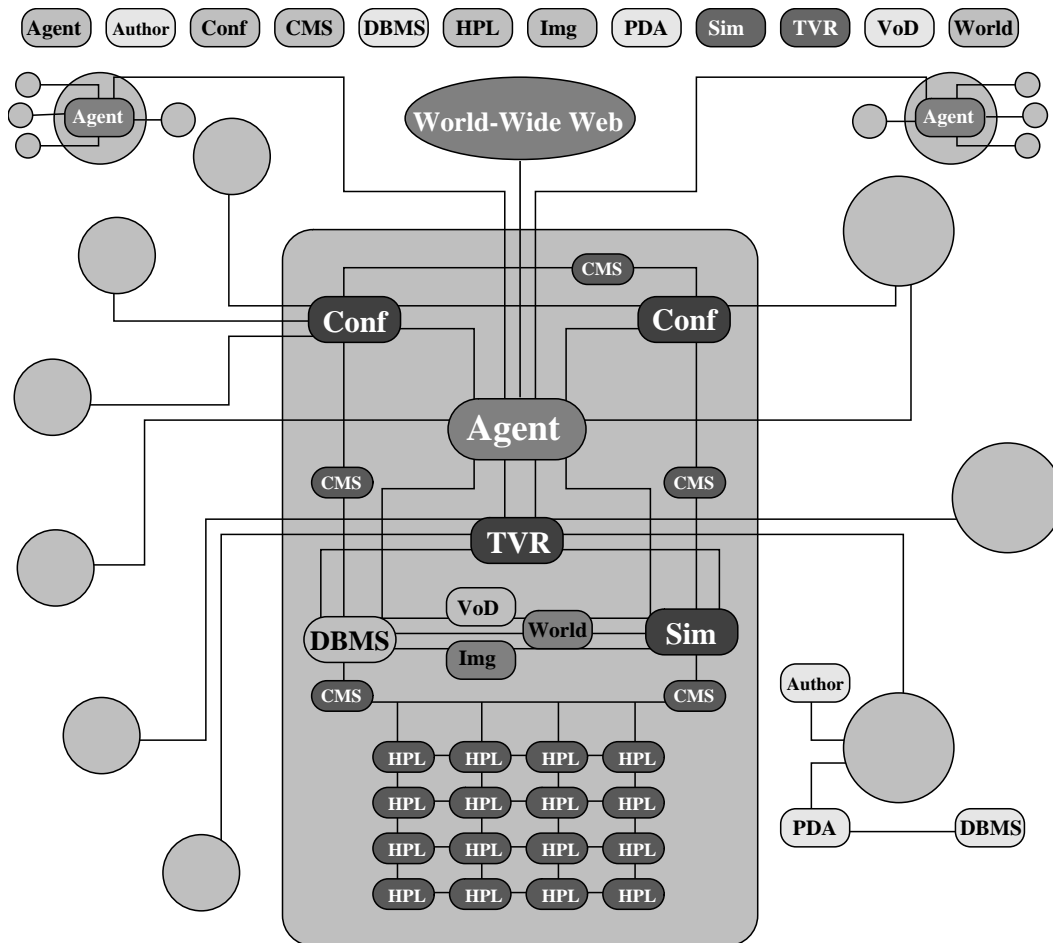 Agent Author Conf CMS DBMS HPL Img PDA Sim TVR VoD World
Agent World-Wide Web Agent
CMS
Conf Conf
Agent
CMS CMS
TVR
VoD
World
DBMS Sim
Img
Author
CMS CMS
HPL HPL HPL HPL
HPL HPL HPL HPL
PDA DBMS
HPL HPL HPL HPL
HPL HPL HPL HPL